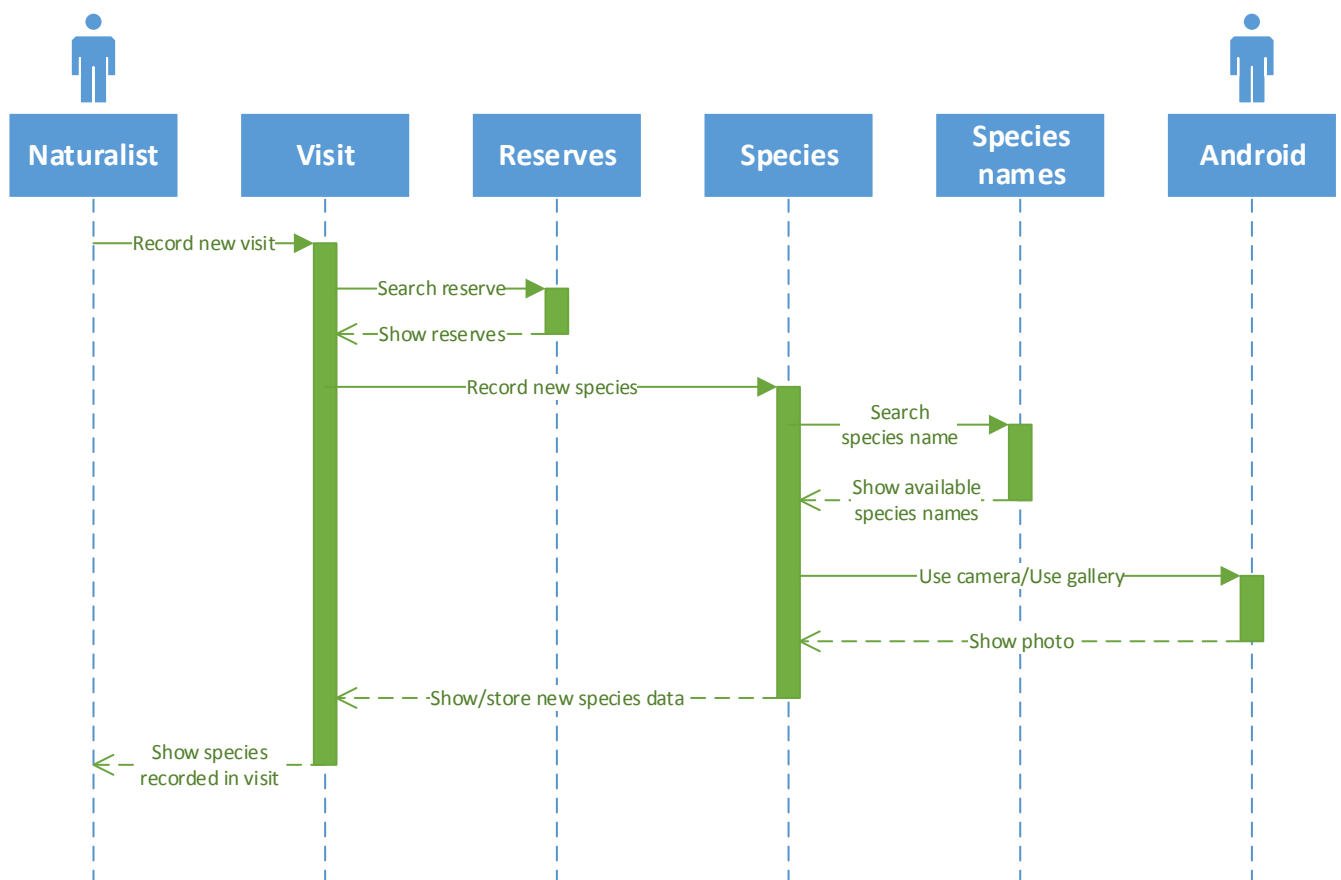 Naturalist
Visit
Reserves
Species
Species
names
Android
Record new visit
Search reserve
Show reserves
Record new species
Search
species name
Show available
species names
Use camera/Use gallery
Show photo
Show/store new species data
Show species
recorded in visit